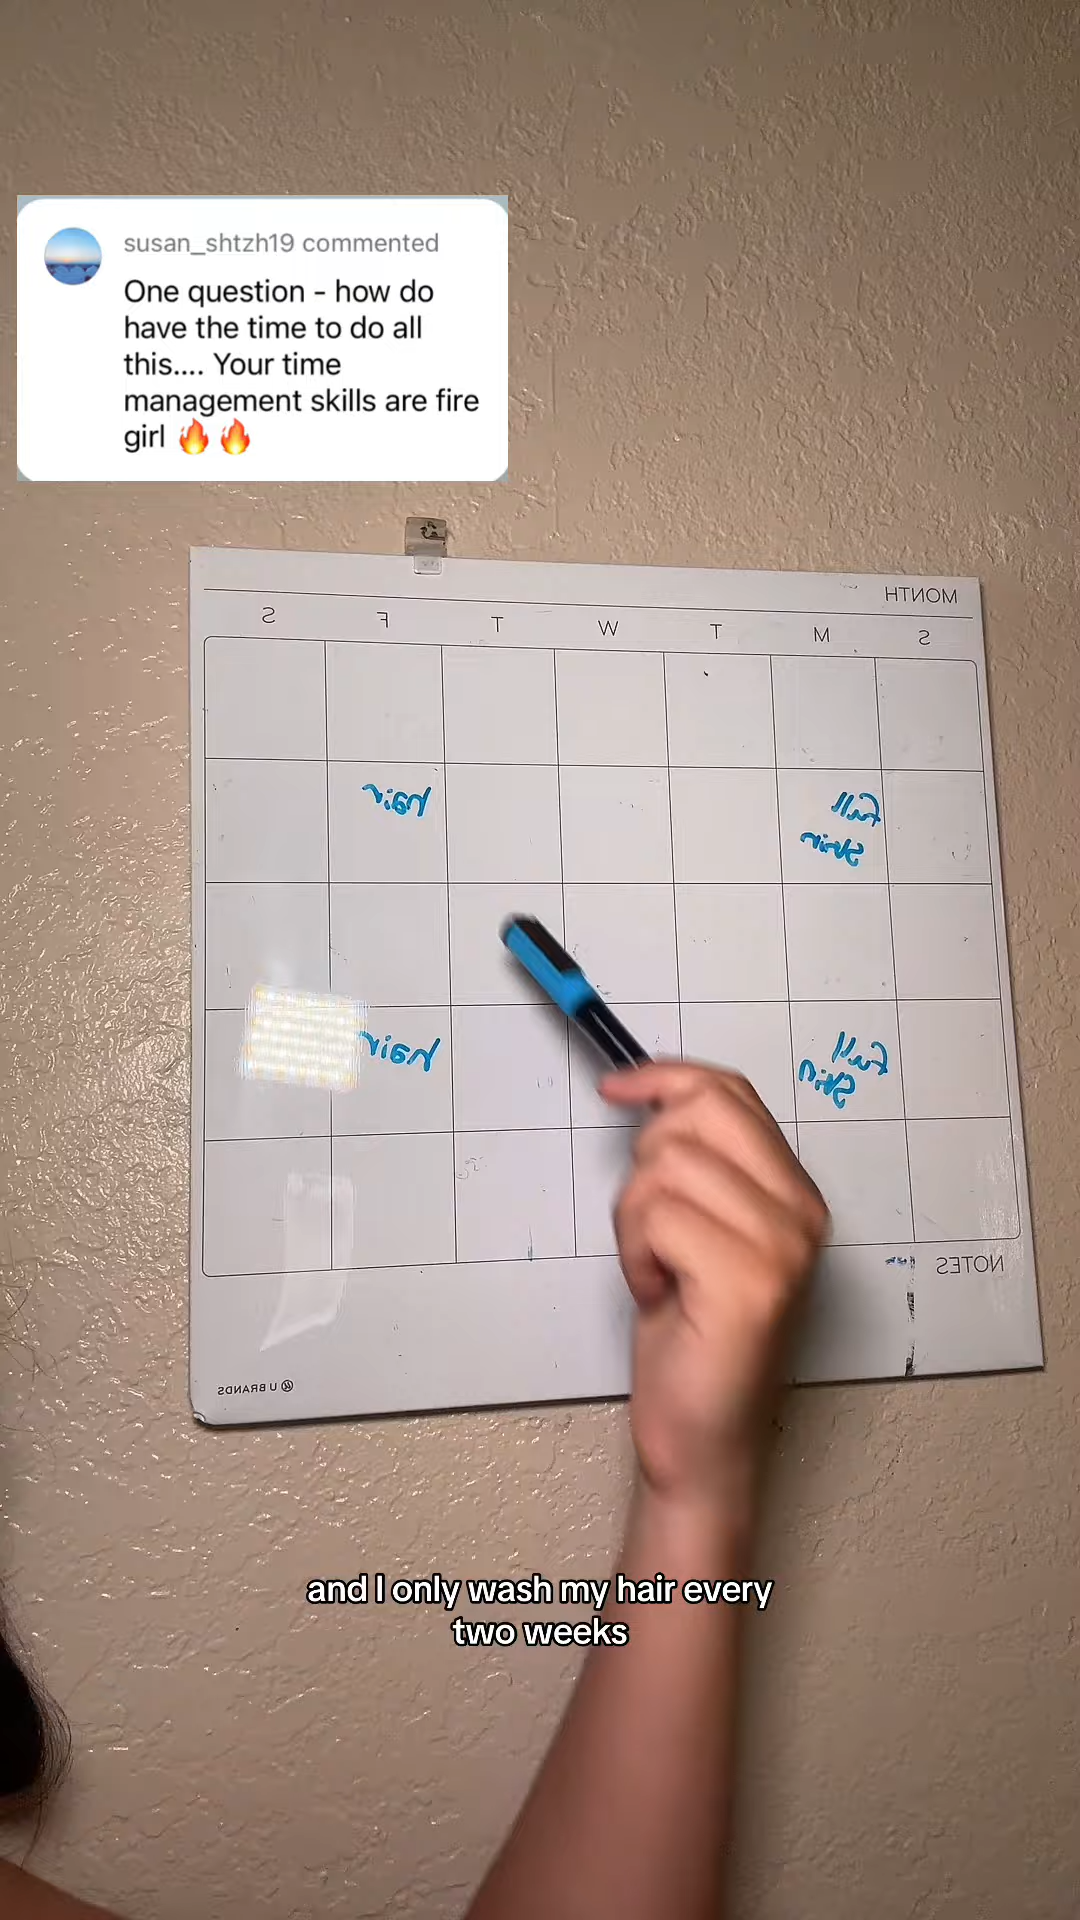 susan_shtzh19 commented
One question - how do
have the time to do all
this.... Your time
management skills are fire
girl 🔥🔥
MONTH
S M T W T F S
full
skin
hair
full
skin
hair
NOTES
U BRANDS
and I only wash my hair every
two weeks